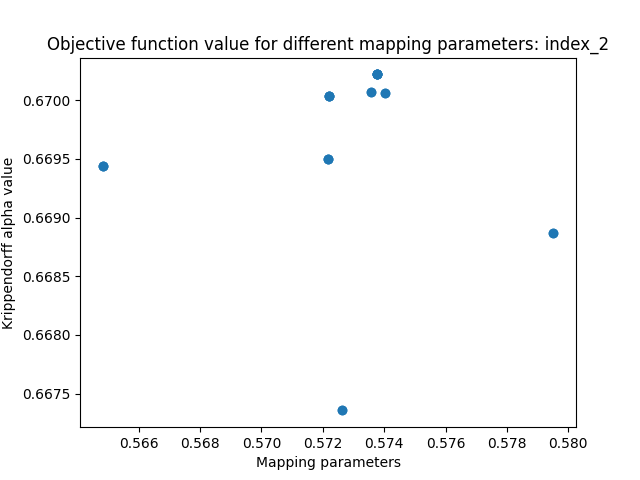 Objective function value for different mapping parameters: index_2
0.6700
0.6695
0.6690
0.6685
0.6680
0.6675
Krippendorff alpha value
0.566 0.568 0.570 0.572 0.574 0.576 0.578 0.580
Mapping parameters